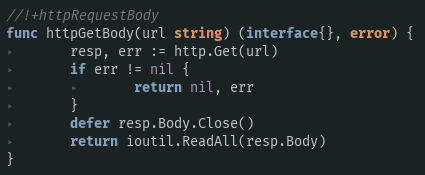 //!+httpRequestBody
func httpGetBody(url string) (interface{}, error) {
	resp, err := http.Get(url)
	if err != nil {
		return nil, err
	}
	defer resp.Body.Close()
	return ioutil.ReadAll(resp.Body)
}